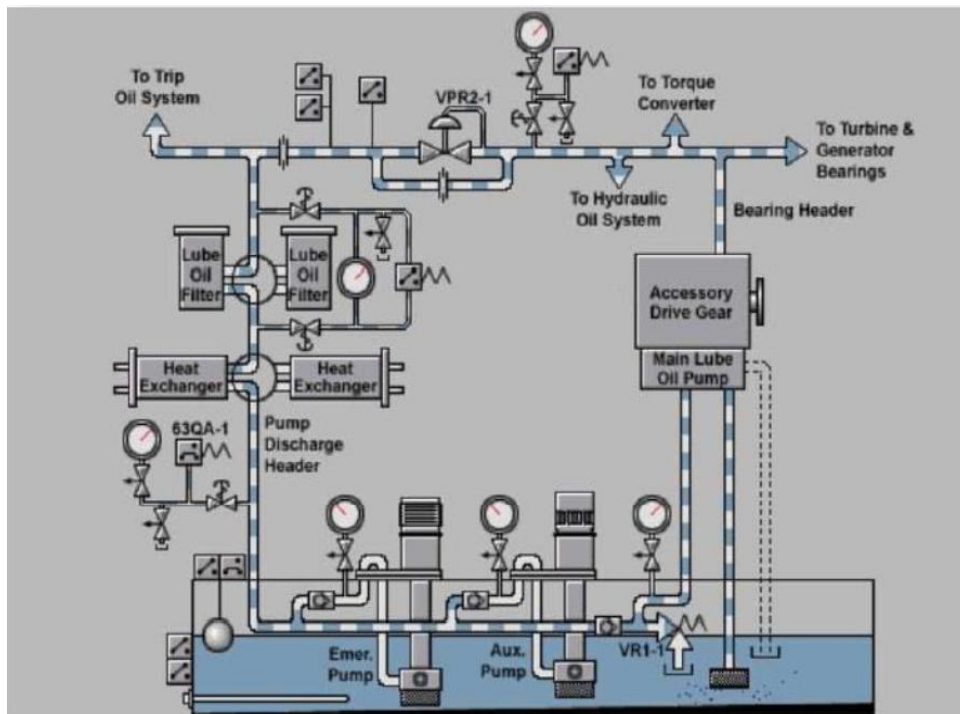 To Trip
Oil System
VPR2-1
To Torque
Converter
To Turbine &
Generator
Bearings
To Hydraulic
Oil System
Bearing Header
Lube
Oil
Filter
Lube
Oil
Filter
Accessory
Drive Gear
Main Lube
Oil Pump
Heat
Exchanger
Heat
Exchanger
63QA-1
Pump
Discharge
Header
Emer.
Pump
Aux.
Pump
VR1-1